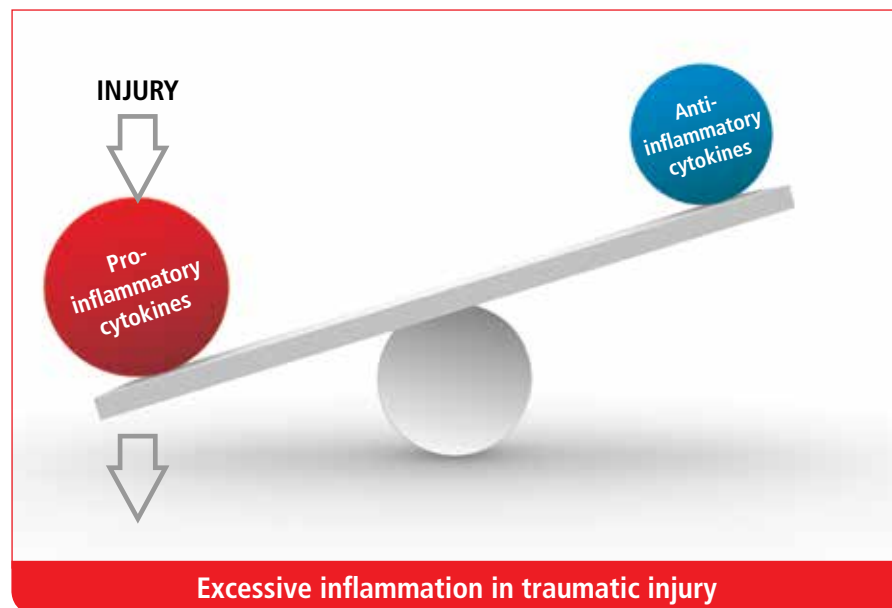 INJURY
Pro-
inflammatory
cytokines
Anti-
inflammatory
cytokines
Excessive inflammation in traumatic injury